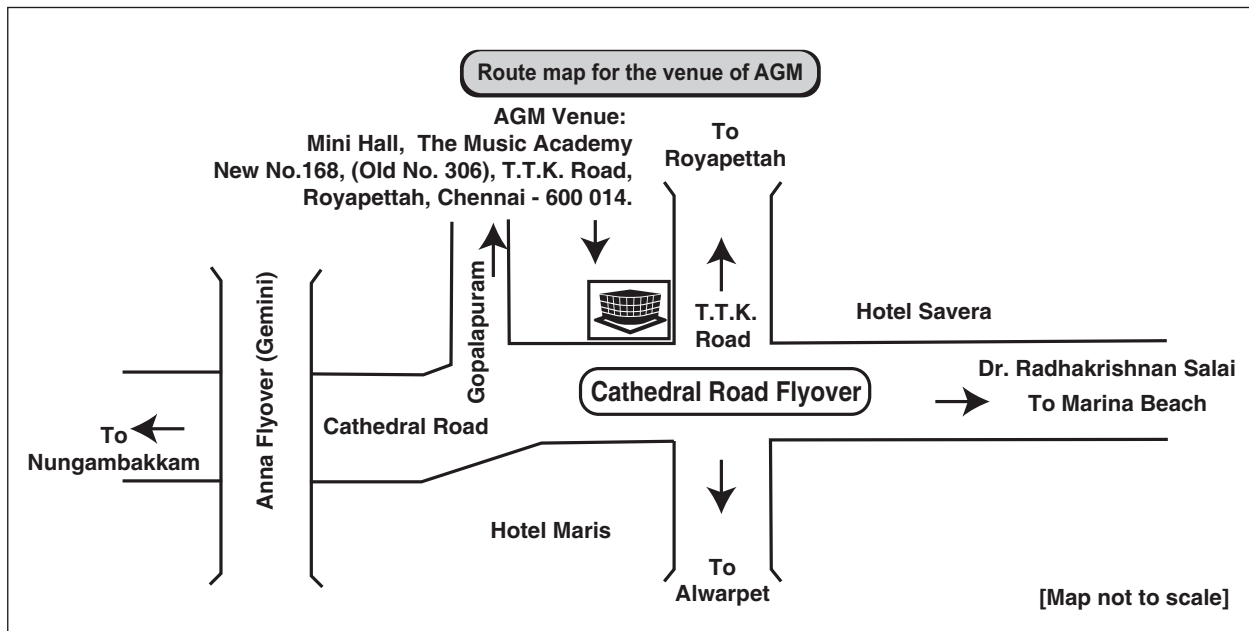 Route map for the venue of AGM
AGM Venue:
Mini Hall, The Music Academy
New No.168, (Old No. 306), T.T.K. Road,
Royapettah, Chennai - 600 014.
To
Royapettah
Gopalapuram
Anna Flyover (Gemini)
T.T.K.
Road
Hotel Savera
Dr. Radhakrishnan Salai
To Marina Beach
Cathedral Road Flyover
Cathedral Road
To
Nungambakkam
Hotel Maris
To
Alwarpet
[Map not to scale]